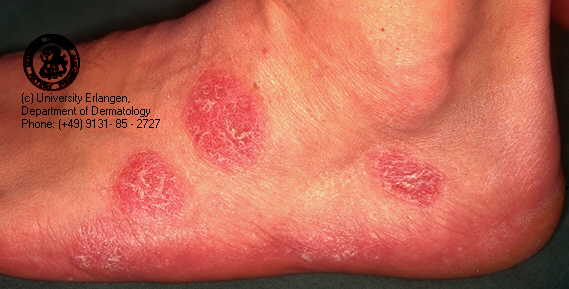 (c) University Erlangen,
Department of Dermatology
Phone: (+49) 9131- 85 - 2727